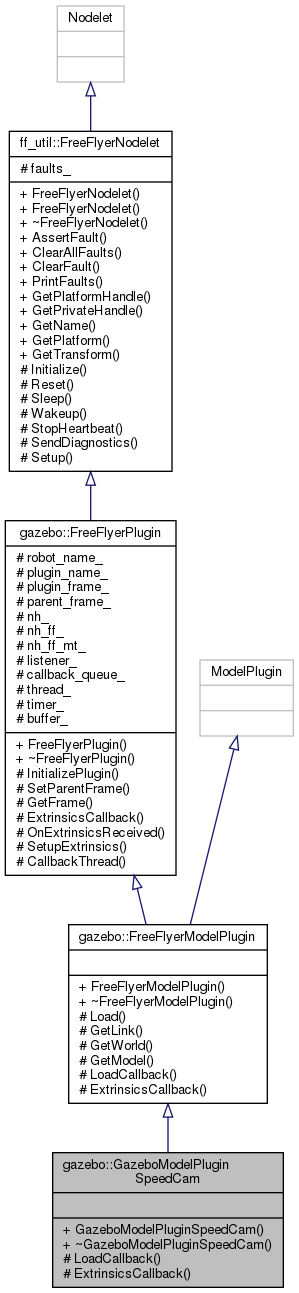 Nodelet
ff_util::FreeFlyerNodelet
# faults_
+ FreeFlyerNodelet()
+ FreeFlyerNodelet()
+ ~FreeFlyerNodelet()
+ AssertFault()
+ ClearAllFaults()
+ ClearFault()
+ PrintFaults()
+ GetPlatformHandle()
+ GetPrivateHandle()
+ GetName()
+ GetPlatform()
+ GetTransform()
# Initialize()
# Reset()
# Sleep()
# Wakeup()
# StopHeartbeat()
# SendDiagnostics()
# Setup()
gazebo::FreeFlyerPlugin
# robot_name_
# plugin_name_
# plugin_frame_
# parent_frame_
# nh_
# nh_ff_
# nh_ff_mt_
# listener_
# callback_queue_
# thread_
# timer_
# buffer_
+ FreeFlyerPlugin()
+ ~FreeFlyerPlugin()
# InitializePlugin()
# SetParentFrame()
# GetFrame()
# ExtrinsicsCallback()
# OnExtrinsicsReceived()
# SetupExtrinsics()
# CallbackThread()
ModelPlugin
gazebo::FreeFlyerModelPlugin
+ FreeFlyerModelPlugin()
+ ~FreeFlyerModelPlugin()
# Load()
# GetLink()
# GetWorld()
# GetModel()
# LoadCallback()
# ExtrinsicsCallback()
gazebo::GazeboModelPlugin
SpeedCam
+ GazeboModelPluginSpeedCam()
+ ~GazeboModelPluginSpeedCam()
# LoadCallback()
# ExtrinsicsCallback()